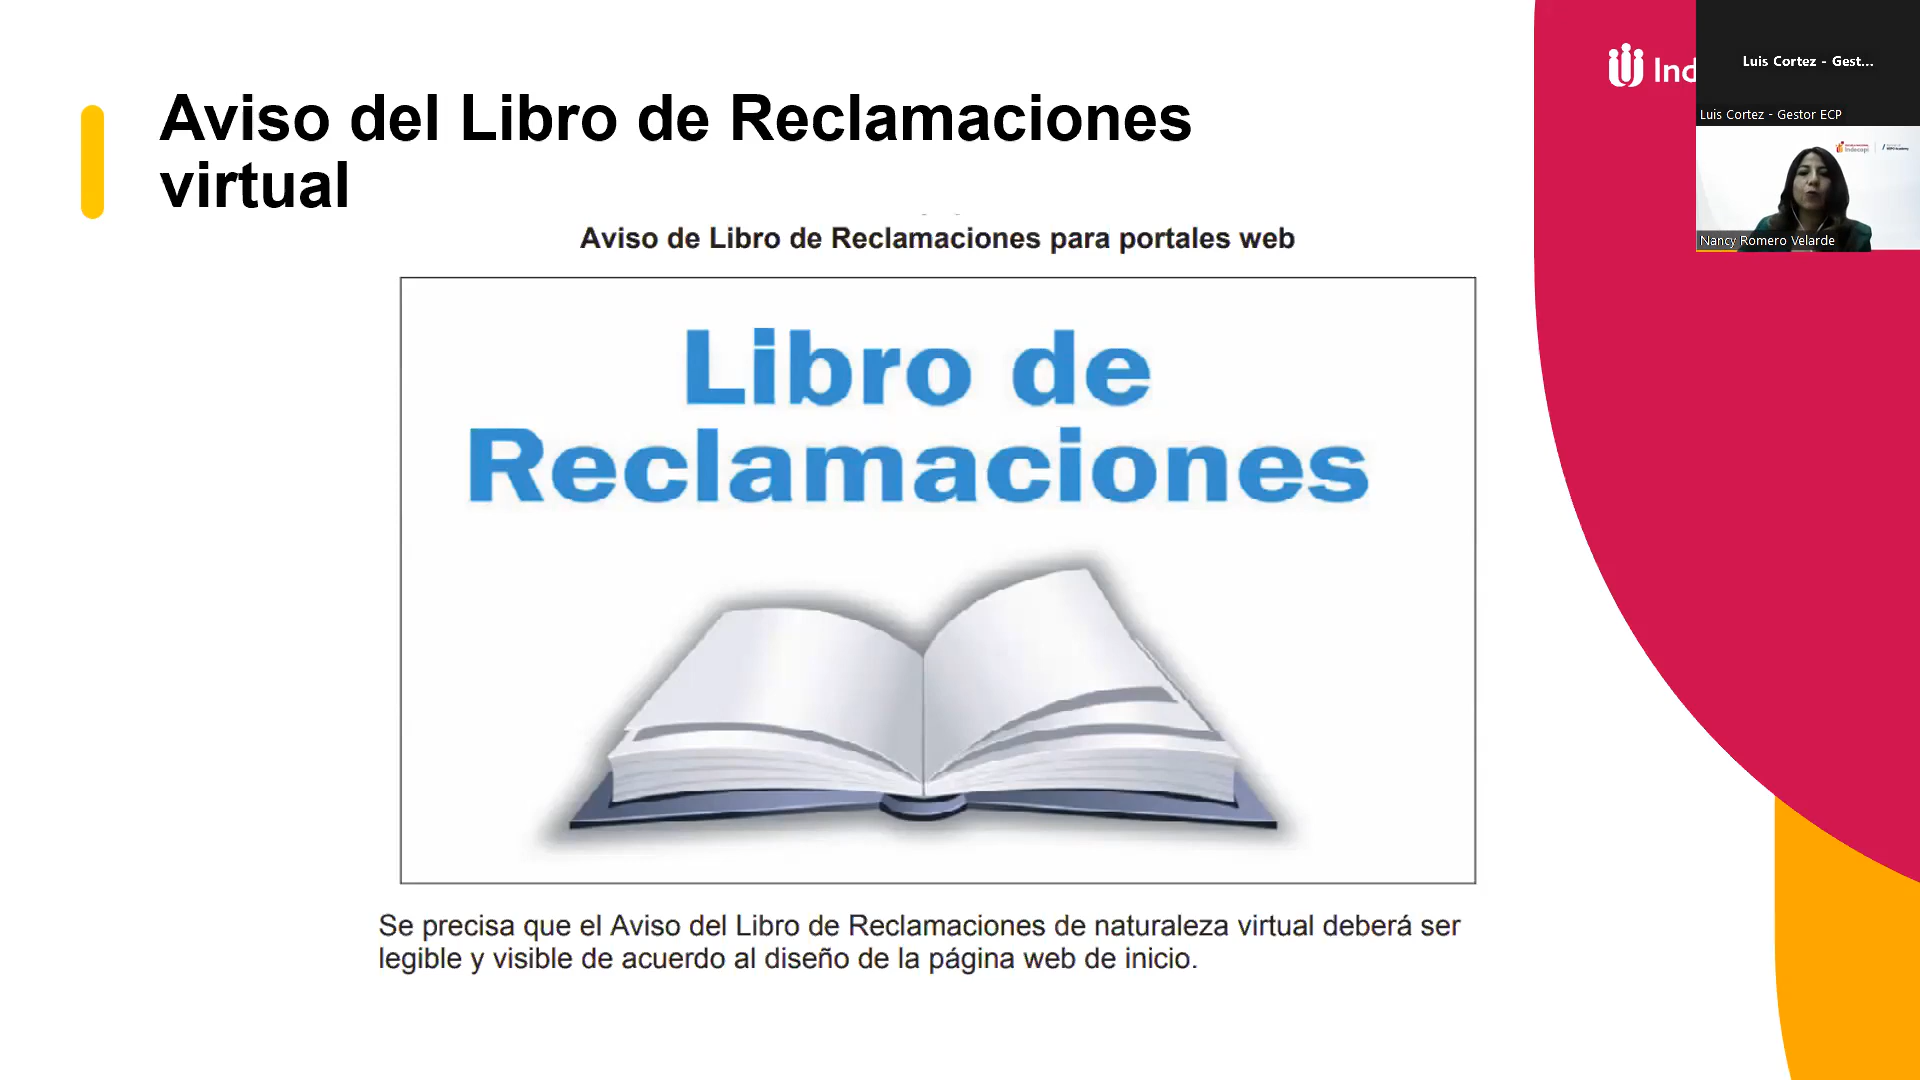 Aviso del Libro de Reclamaciones
virtual
Aviso de Libro de Reclamaciones para portales web
Libro de
Reclamaciones
Se precisa que el Aviso del Libro de Reclamaciones de naturaleza virtual deberá ser
legible y visible de acuerdo al diseño de la página web de inicio.
Ind
Luis Cortez - Gest...
Luis Cortez - Gestor ECP
indecopi
Nancy Romero Velarde